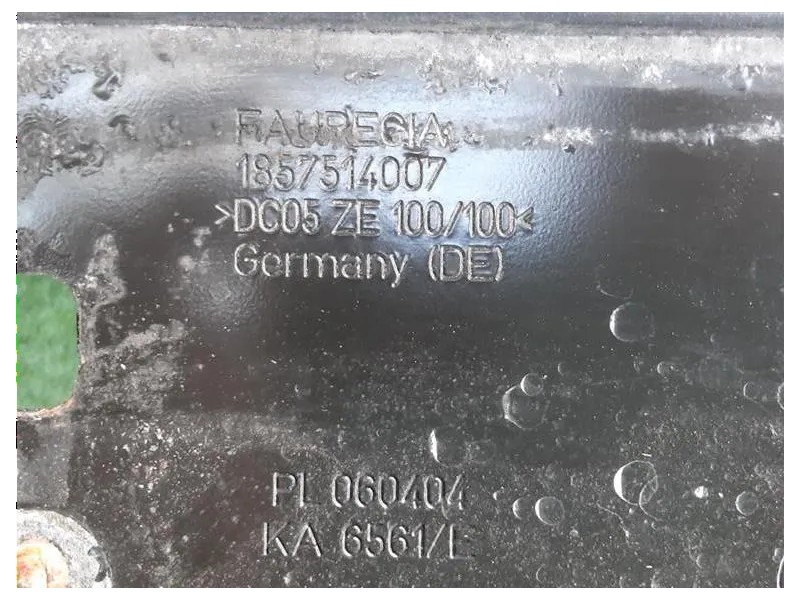 FAURECIA
1857514007
>DC05 ZE 100/100<
Germany (DE)
PL 060404
KA 6561/E